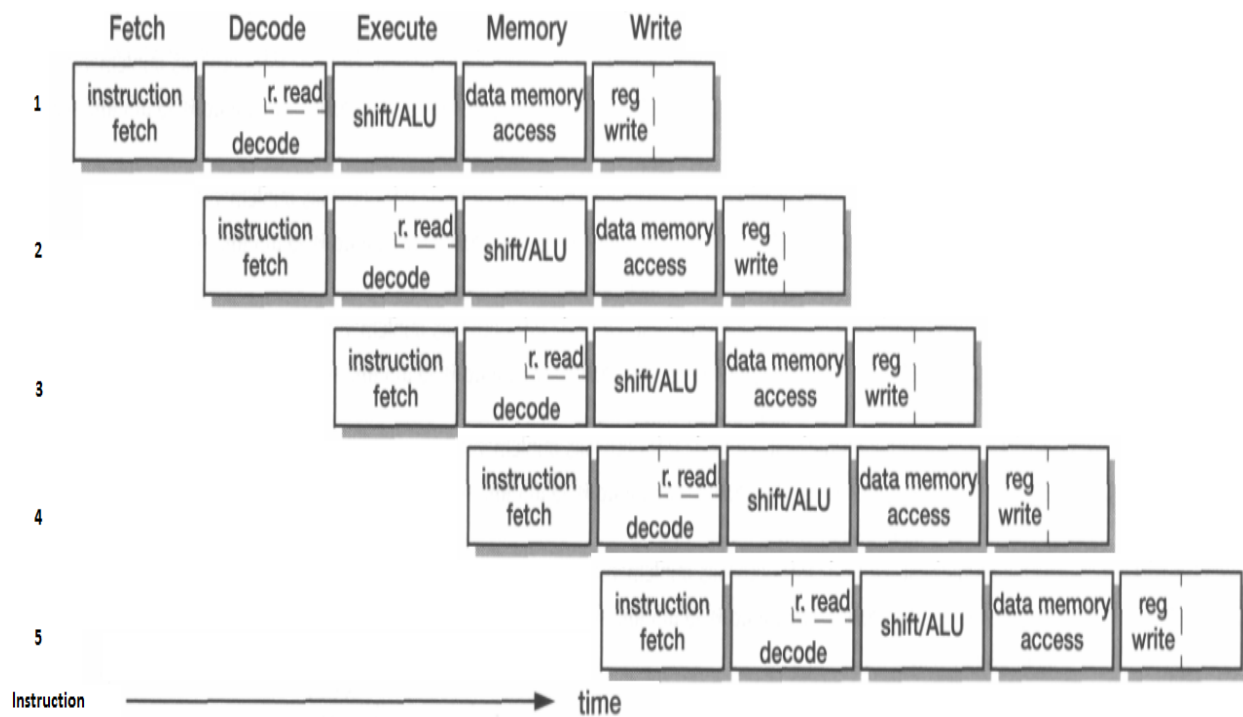 Fetch Decode Execute Memory Write
1
instruction fetch
r. read
decode
shift/ALU
data memory access
reg write
2
instruction fetch
r. read
decode
shift/ALU
data memory access
reg write
3
instruction fetch
r. read
decode
shift/ALU
data memory access
reg write
4
instruction fetch
r. read
decode
shift/ALU
data memory access
reg write
5
instruction fetch
r. read
decode
shift/ALU
data memory access
reg write
Instruction
time